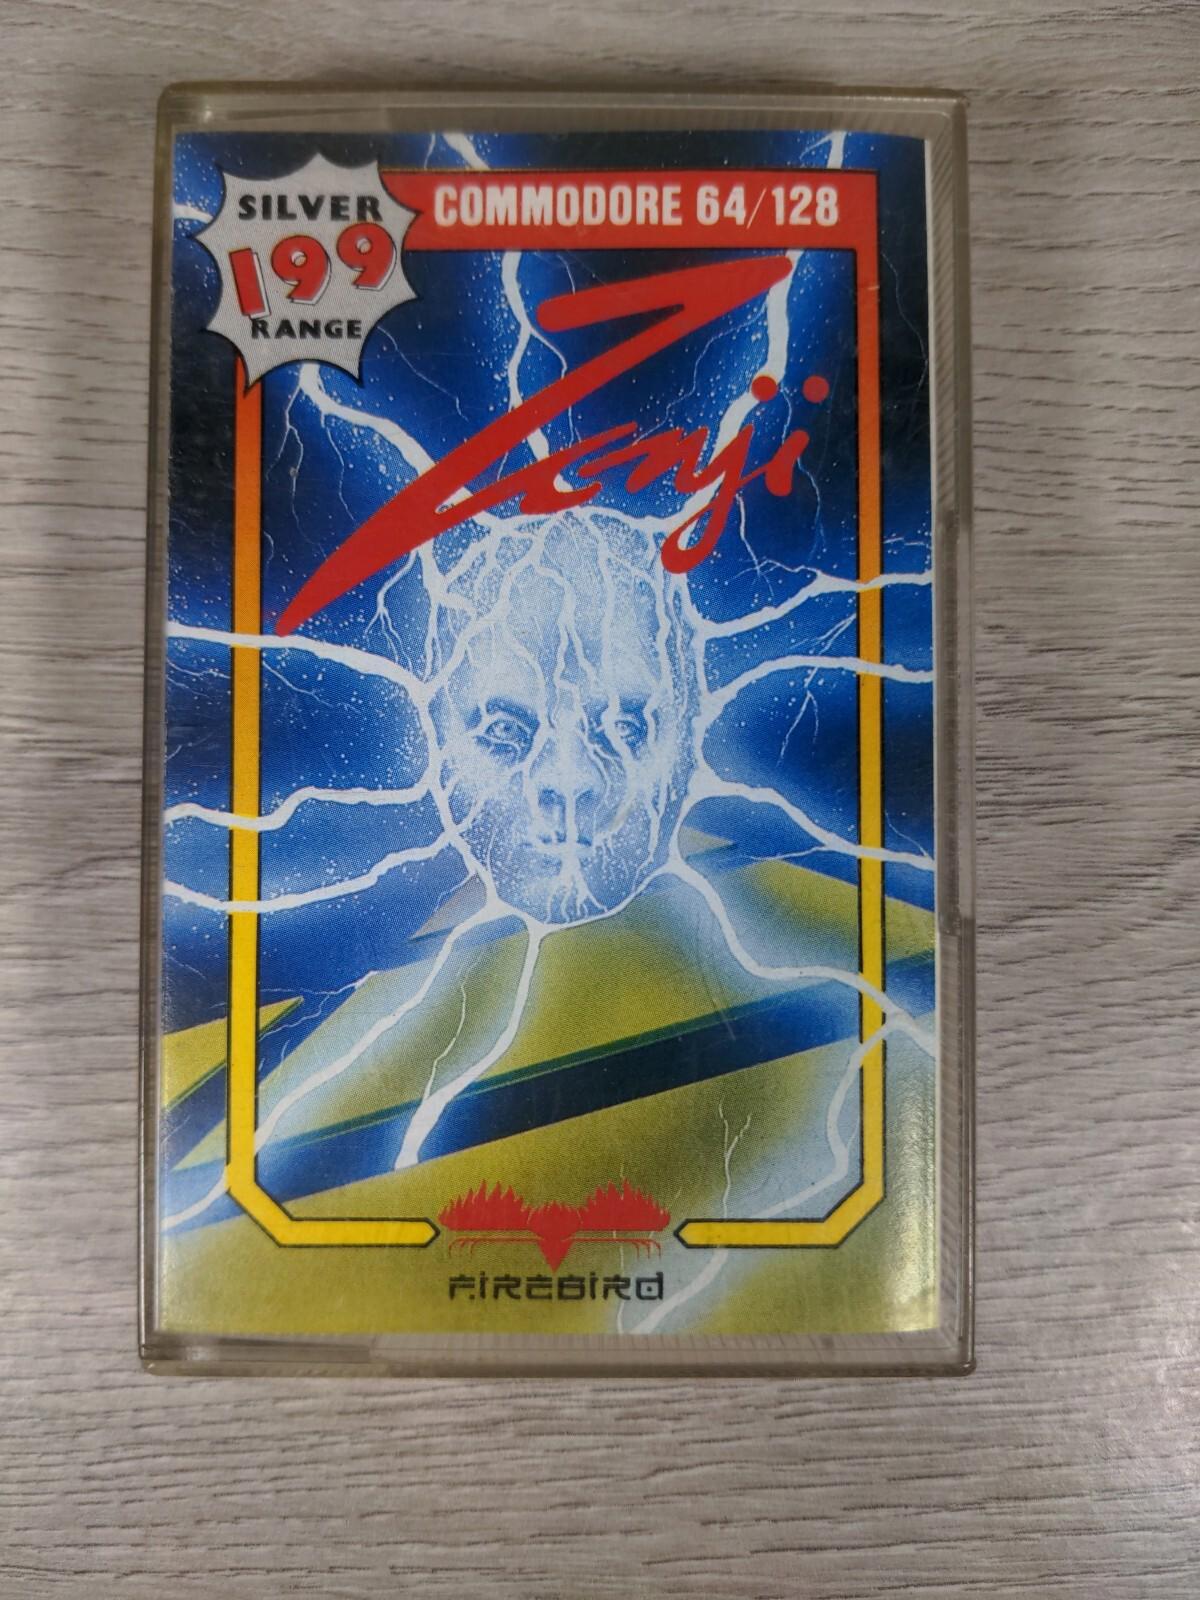 SILVER
199
RANGE
COMMODORE 64/128
Zenji
FIREBIRD